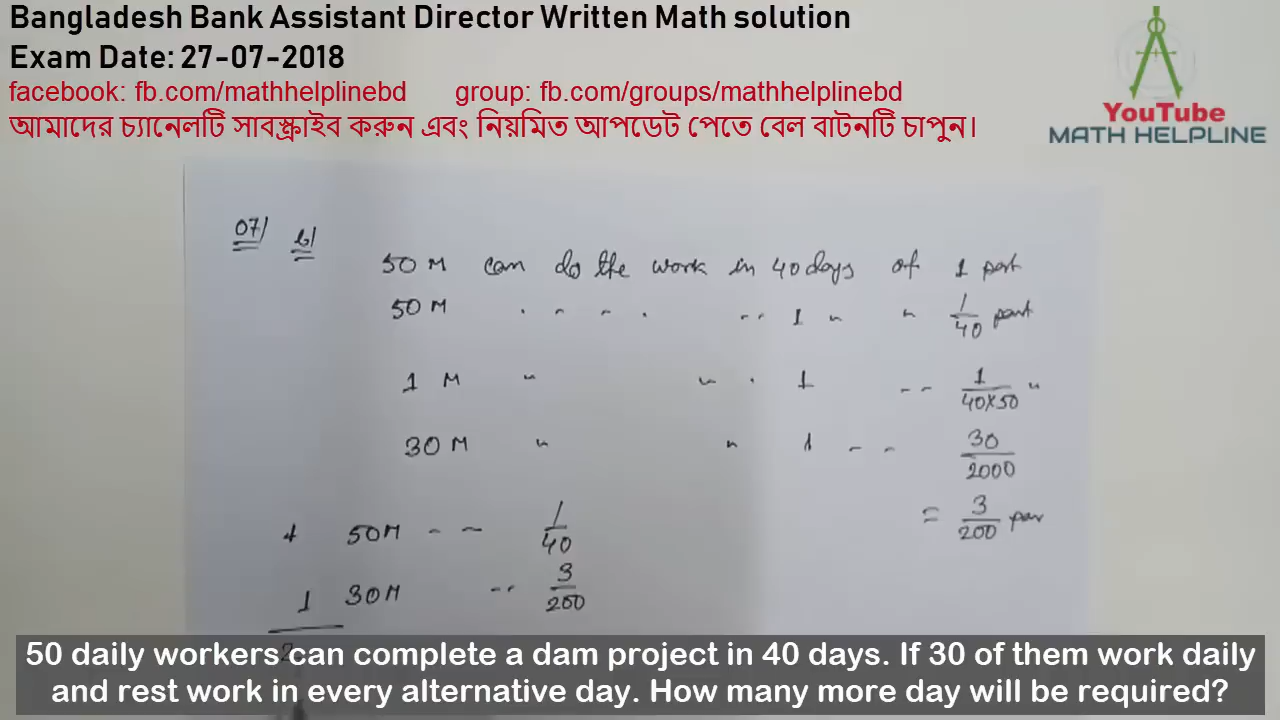 Bangladesh Bank Assistant Director Written Math solution
Exam Date: 27-07-2018
facebook: fb.com/mathhelplinebd group: fb.com/groups/mathhelplinebd
আমাদের চ্যানেলটি সাবস্ক্রাইব করুন এবং নিয়মিত আপডেট পেতে বেল বাটনটি চাপুন।
YouTube
MATH HELPLINE
07/ b/
50 M can do the work in 40 days of 1 part
50 M " " " " " " 1 " " 1/40 part
1 M " " " 1 " " 1/40×50 "
30 M " " 1 " " 30/2000
= 3/200 par
1 50M " " 1/40
1 30M " " 3/200
2
50 daily workers can complete a dam project in 40 days. If 30 of them work daily
and rest work in every alternative day. How many more day will be required?